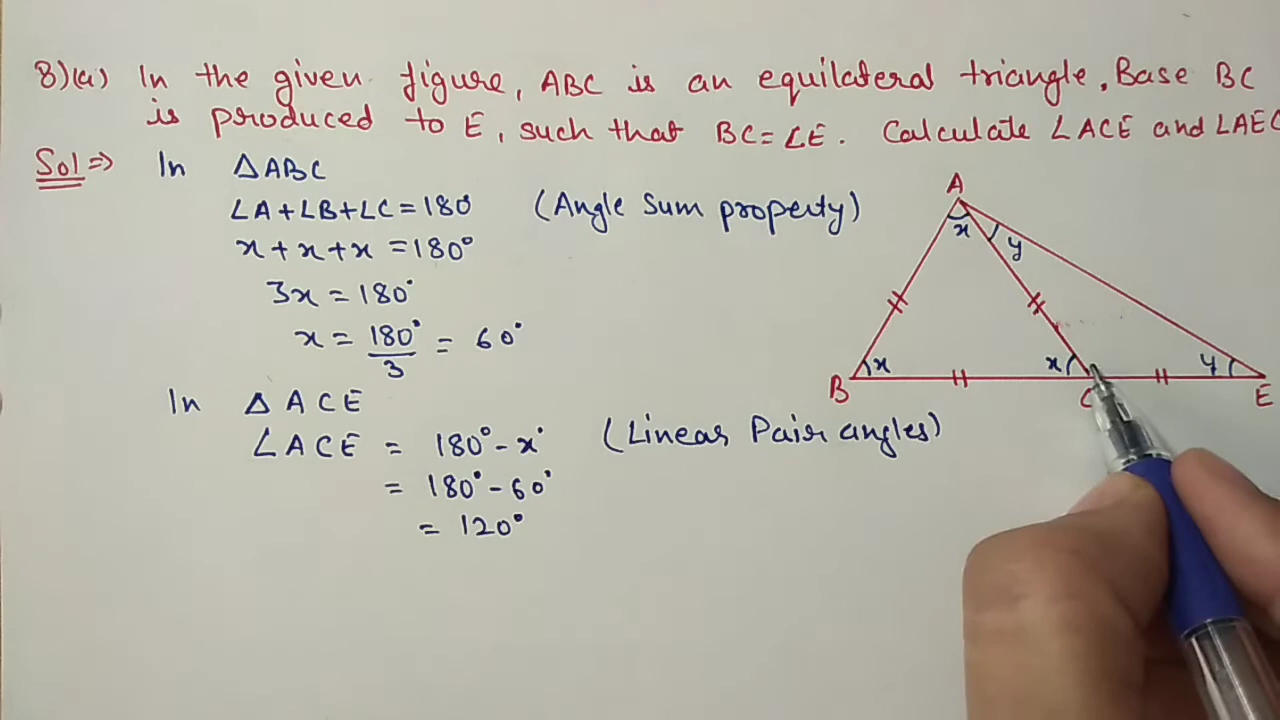 8)(a) In the given figure, ABC is an equilateral triangle, Base BC
is produced to E, such that BC=CE. Calculate ∠ACE and ∠AEC
Sol⇒ In △ABC
∠A+∠B+∠C=180° (Angle Sum property)
x+x+x=180°
3x=180°
x=180°/3=60°
In △ACE
∠ACE = 180°-x° (Linear Pair angles)
= 180°-60°
= 120°
A
x
y
x
x
y
B
C
E